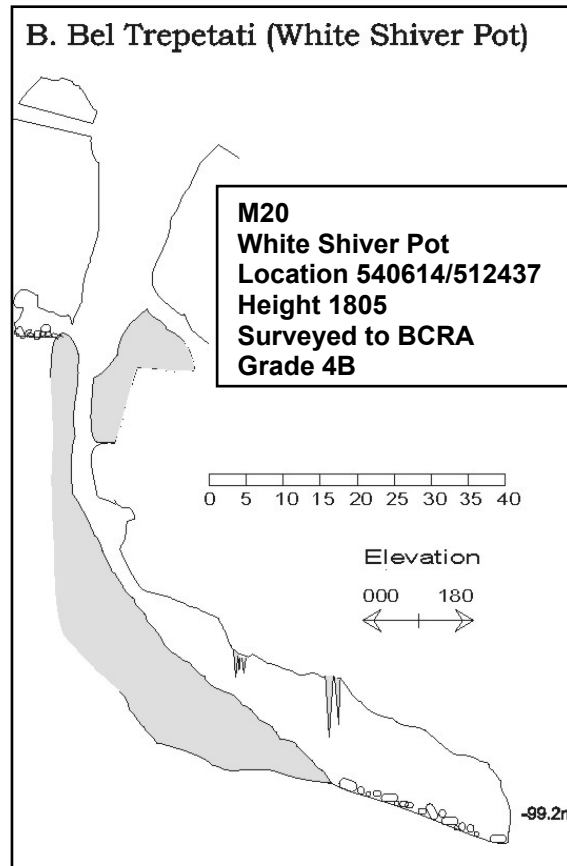 B. Bel Trepetati (White Shiver Pot)
M20
White Shiver Pot
Location 540614/512437
Height 1805
Surveyed to BCRA
Grade 4B
0 5 10 15 20 25 30 35 40
Elevation
000 180
-99.2m